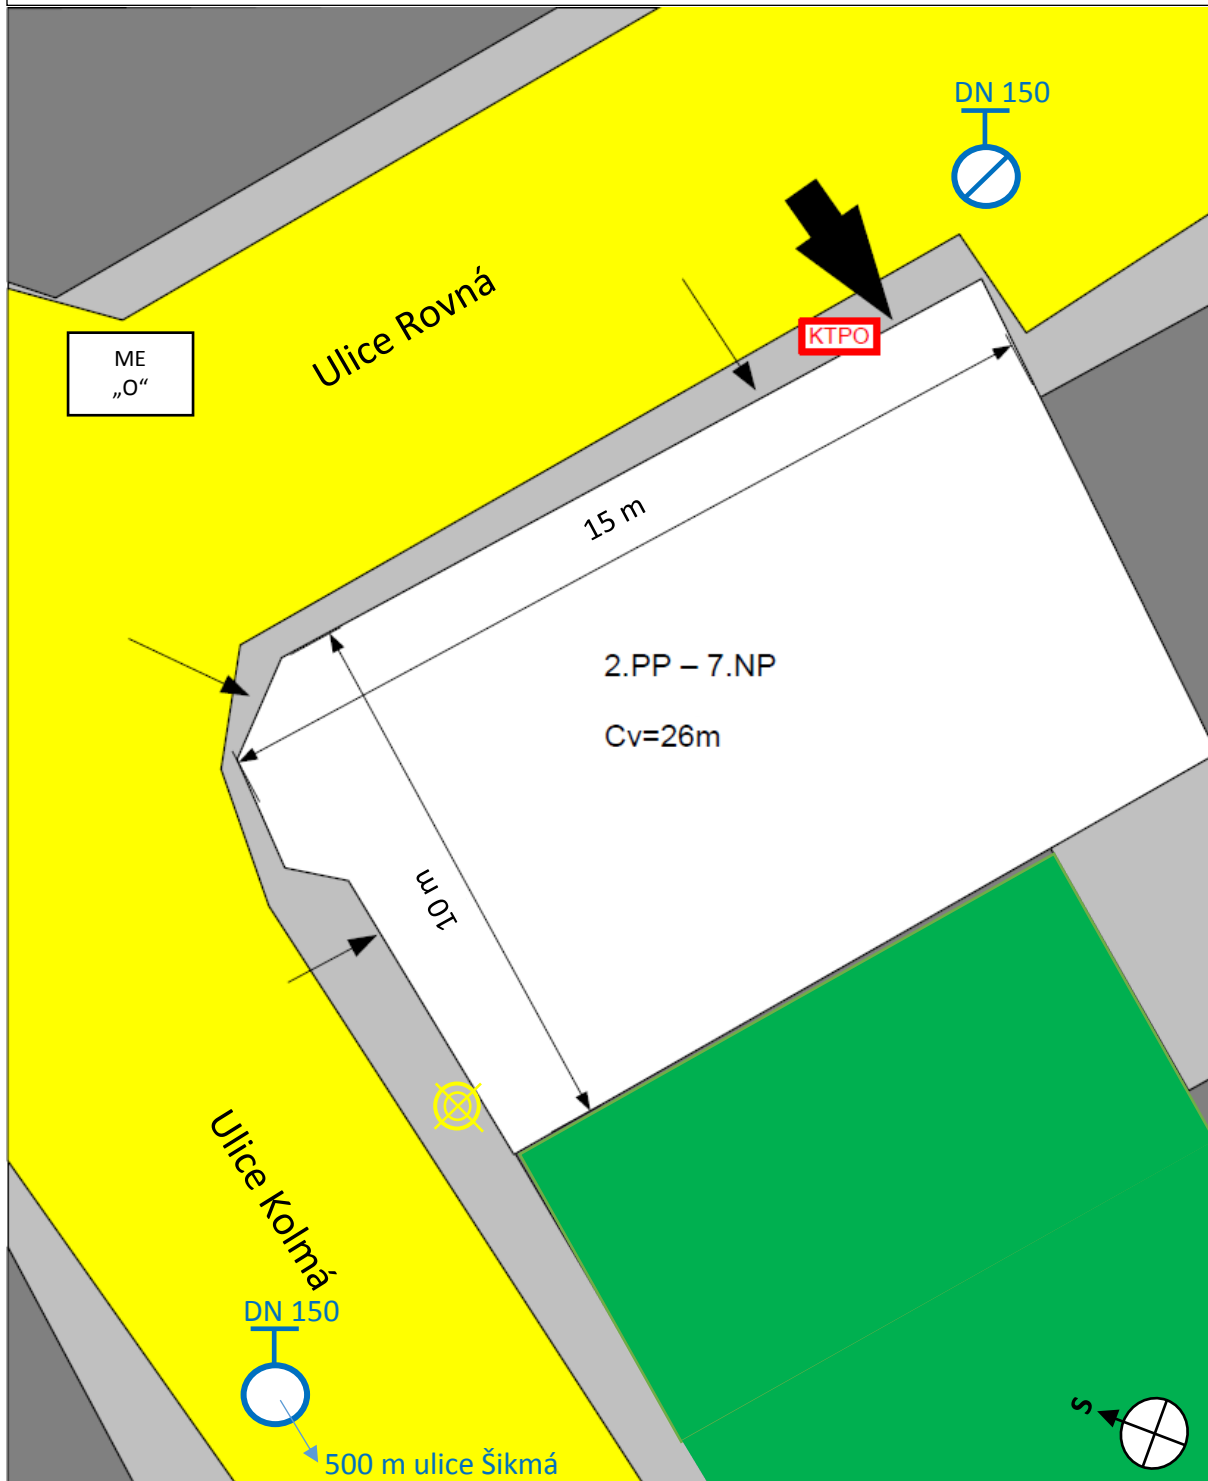 DN 150
Ulice Rovná
KTPO
ME
„O“
15 m
2.PP – 7.NP
Cv=26m
10 m
Ulice Kolmá
DN 150
S
500 m ulice Šikmá